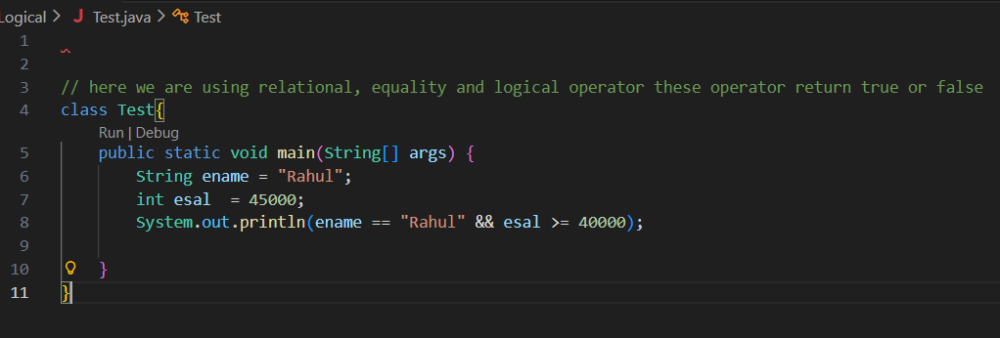 Logical > J Test.java > Test
1
2
3 // here we are using relational, equality and logical operator these operator return true or false
4 class Test{
Run | Debug
5 public static void main(String[] args) {
6 String ename = "Rahul";
7 int esal  = 45000;
8 System.out.println(ename == "Rahul" && esal >= 40000);
9
10 }
11 }